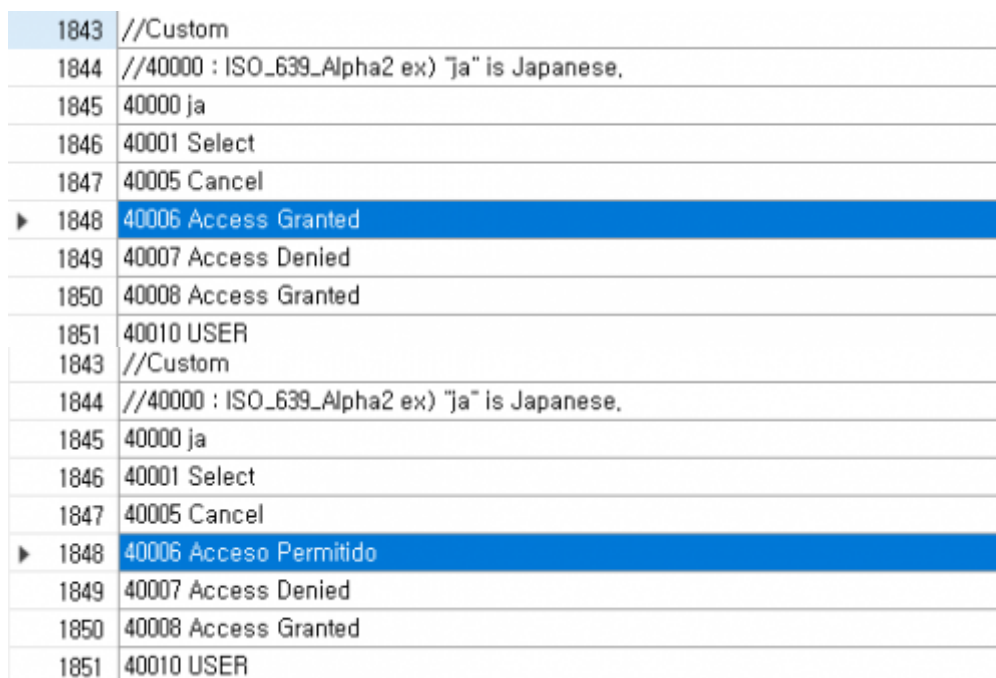 1843 //Custom
1844 //40000 : ISO_639_Alpha2 ex) "ja" is Japanese,
1845 40000 ja
1846 40001 Select
1847 40005 Cancel
1848 40006 Access Granted
1849 40007 Access Denied
1850 40008 Access Granted
1851 40010 USER
1843 //Custom
1844 //40000 : ISO_639_Alpha2 ex) "ja" is Japanese,
1845 40000 ja
1846 40001 Select
1847 40005 Cancel
1848 40006 Acceso Permitido
1849 40007 Access Denied
1850 40008 Access Granted
1851 40010 USER